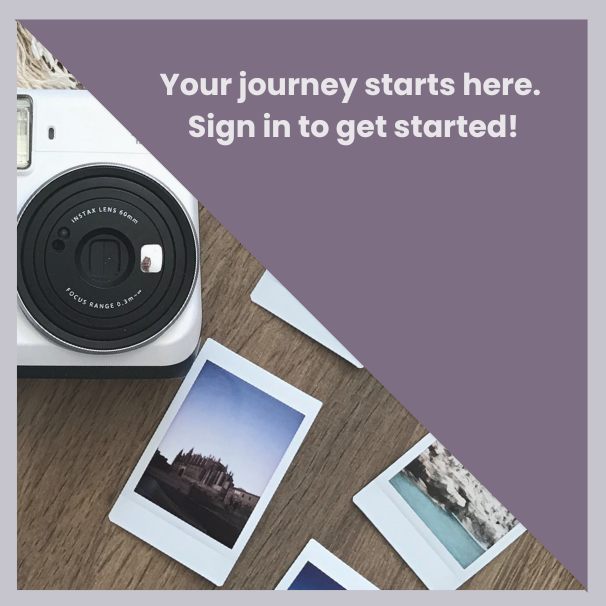 Your journey starts here.
Sign in to get started!
INSTAX LENS 60mm
FOCUS RANGE 0.3m~∞